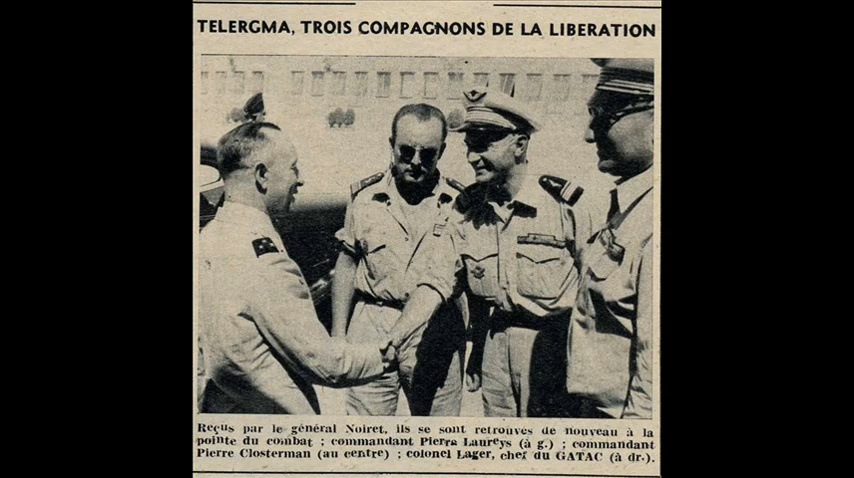 TELERGMA, TROIS COMPAGNONS DE LA LIBERATION
Reçus par le général Noiret, ils se sont retrouvés de nouveau à la
pointe du combat : commandant Pierre Laureys (à g.) ; commandant
Pierre Closterman (au centre) ; colonel Lager, chef du GATAC (à dr.).